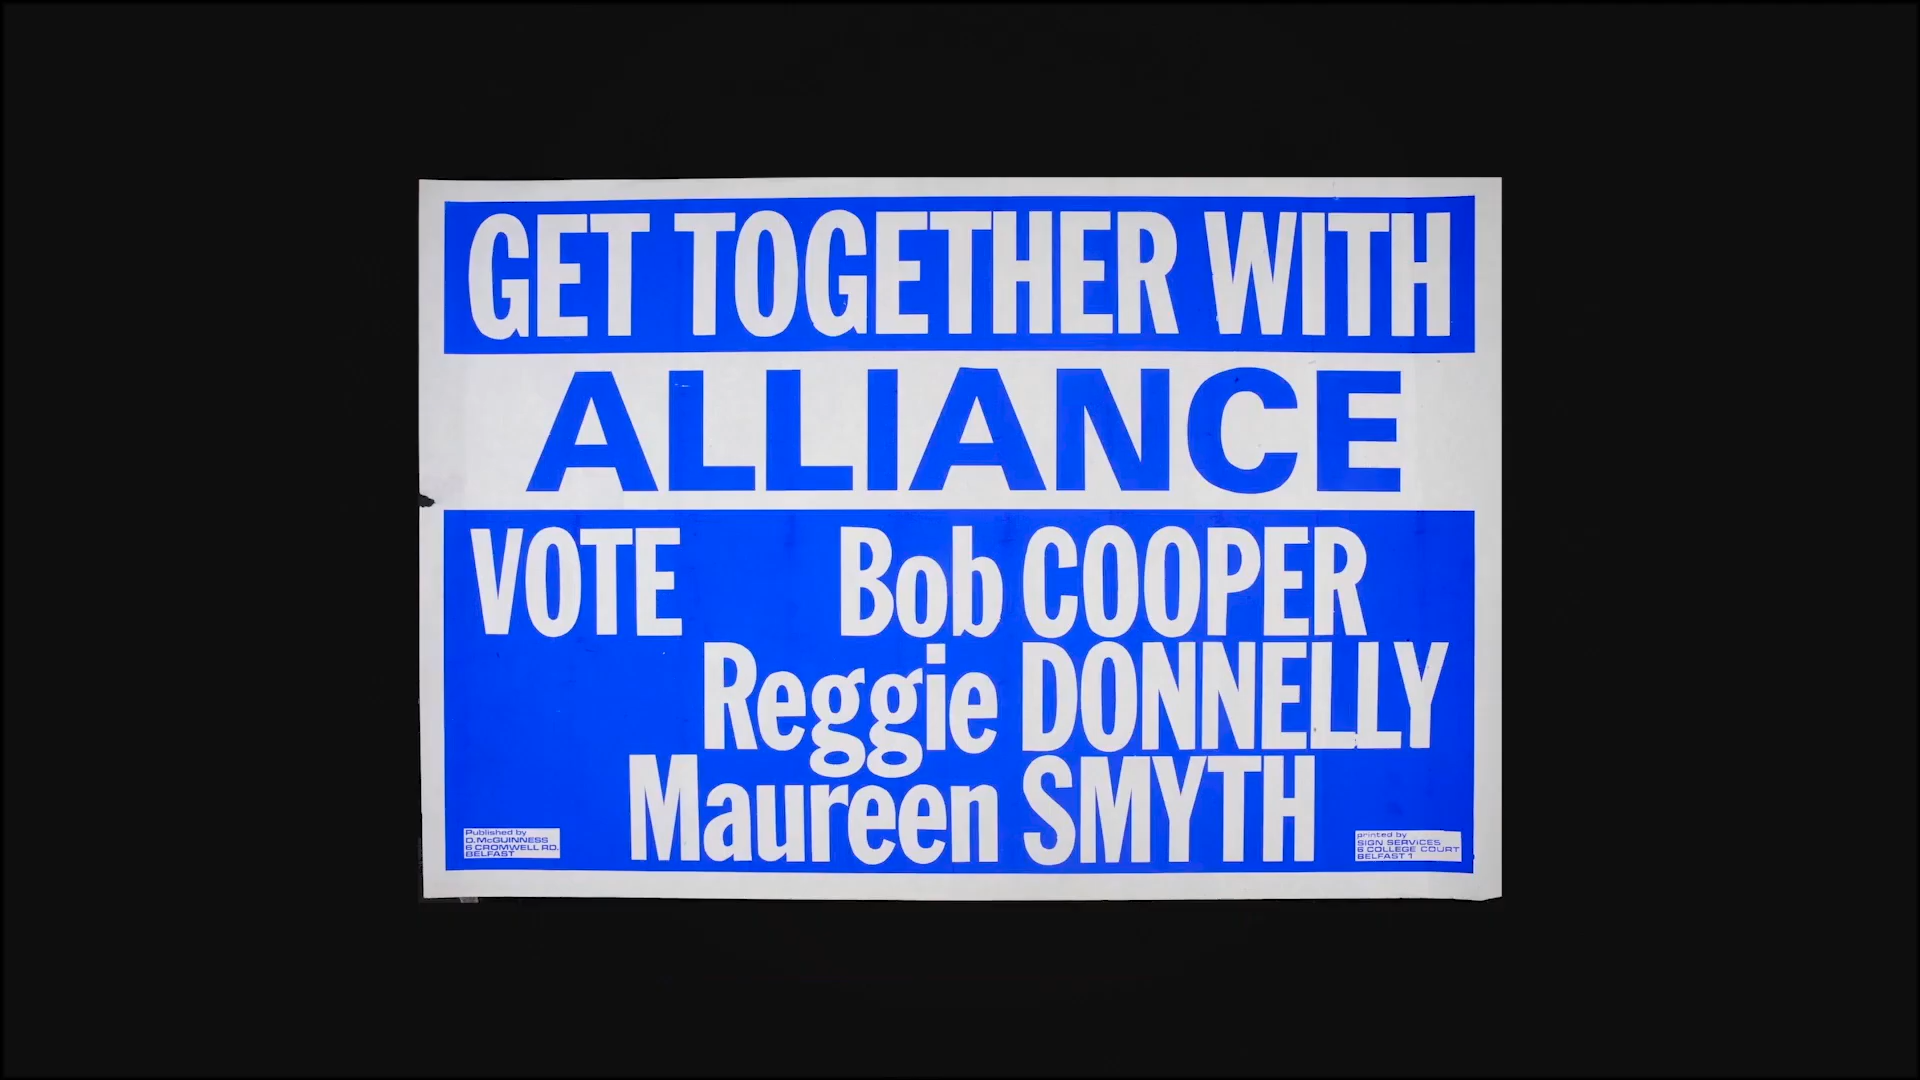 GET TOGETHER WITH
ALLIANCE
VOTE Bob COOPER
Reggie DONNELLY
Maureen SMYTH
Published by
D. McGUINNESS
6 CROMWELL RD.
BELFAST
printed by
SIGN SERVICES
6 COLLEGE COURT
BELFAST 1